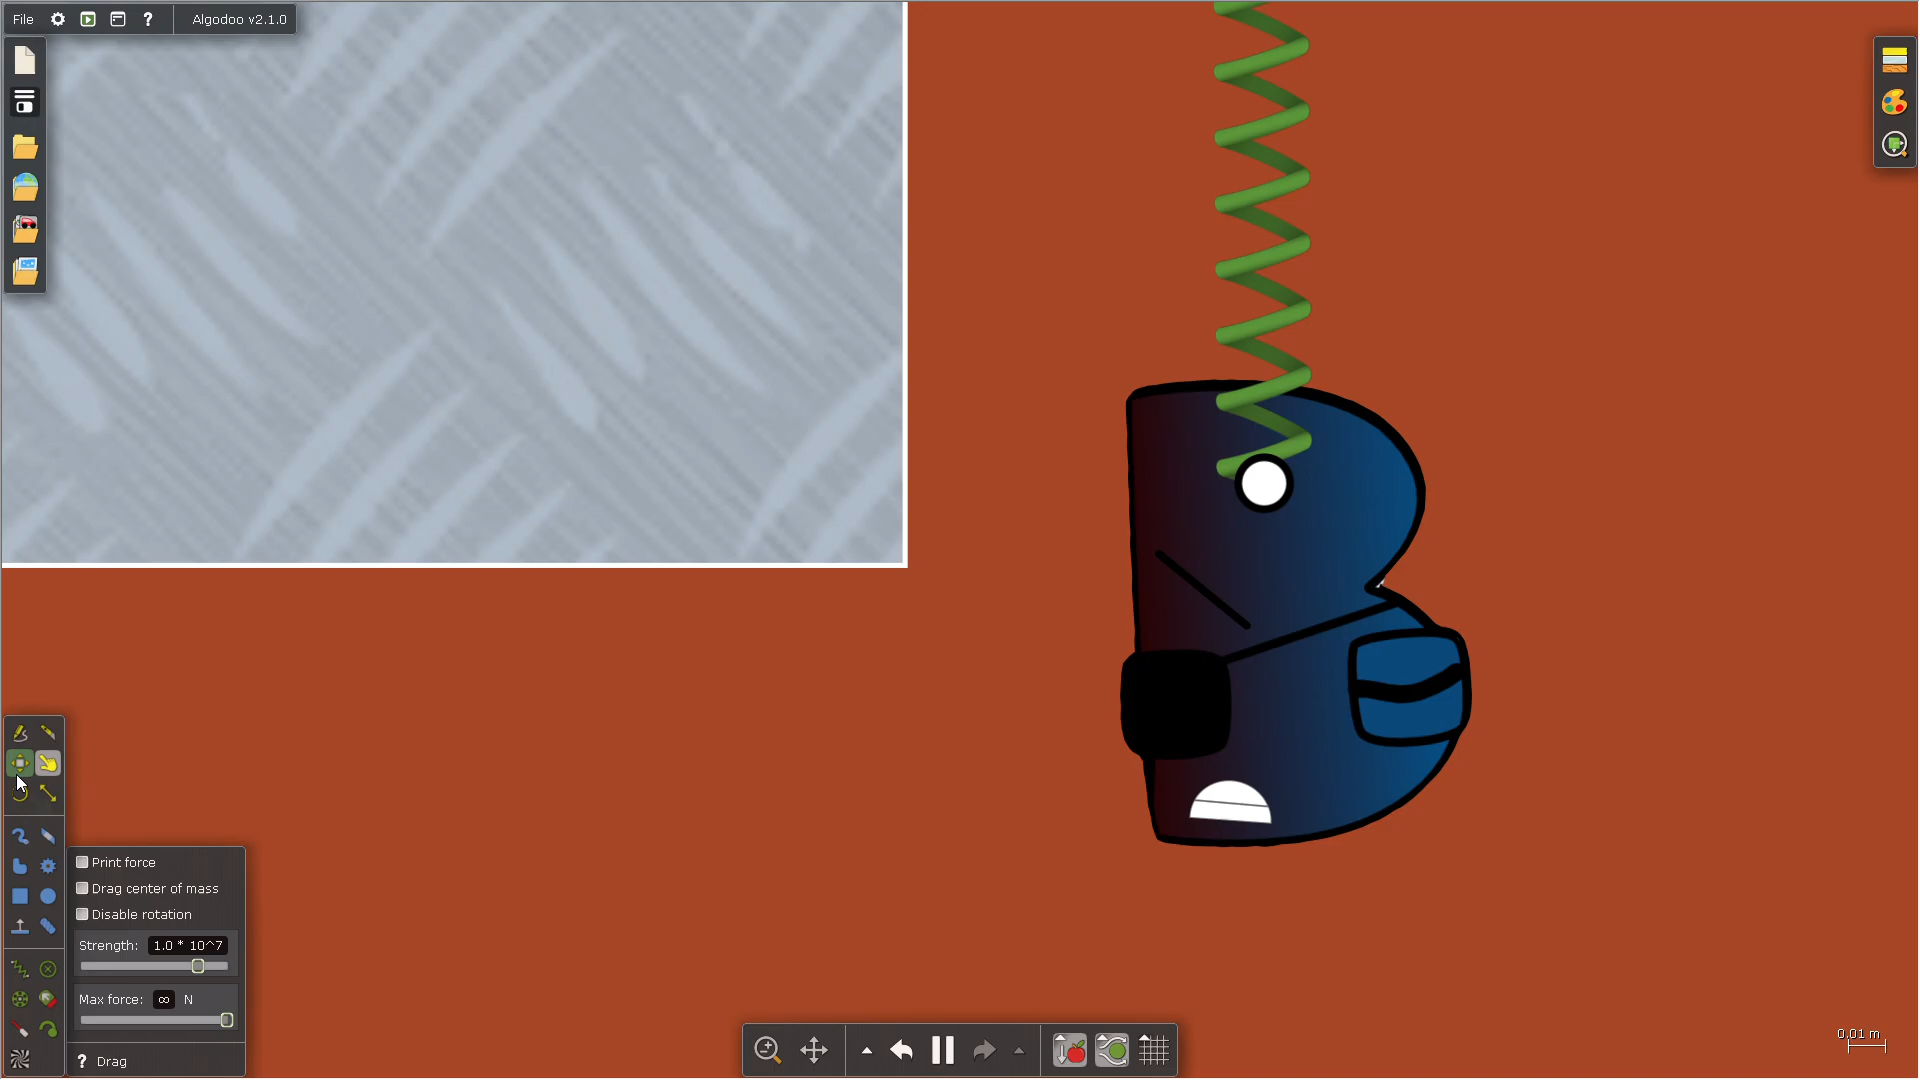 File ? Algodoo v2.1.0
Print force
Drag center of mass
Disable rotation
Strength: 1.0 * 10^7
Max force: ∞ N
? Drag
0.01 m